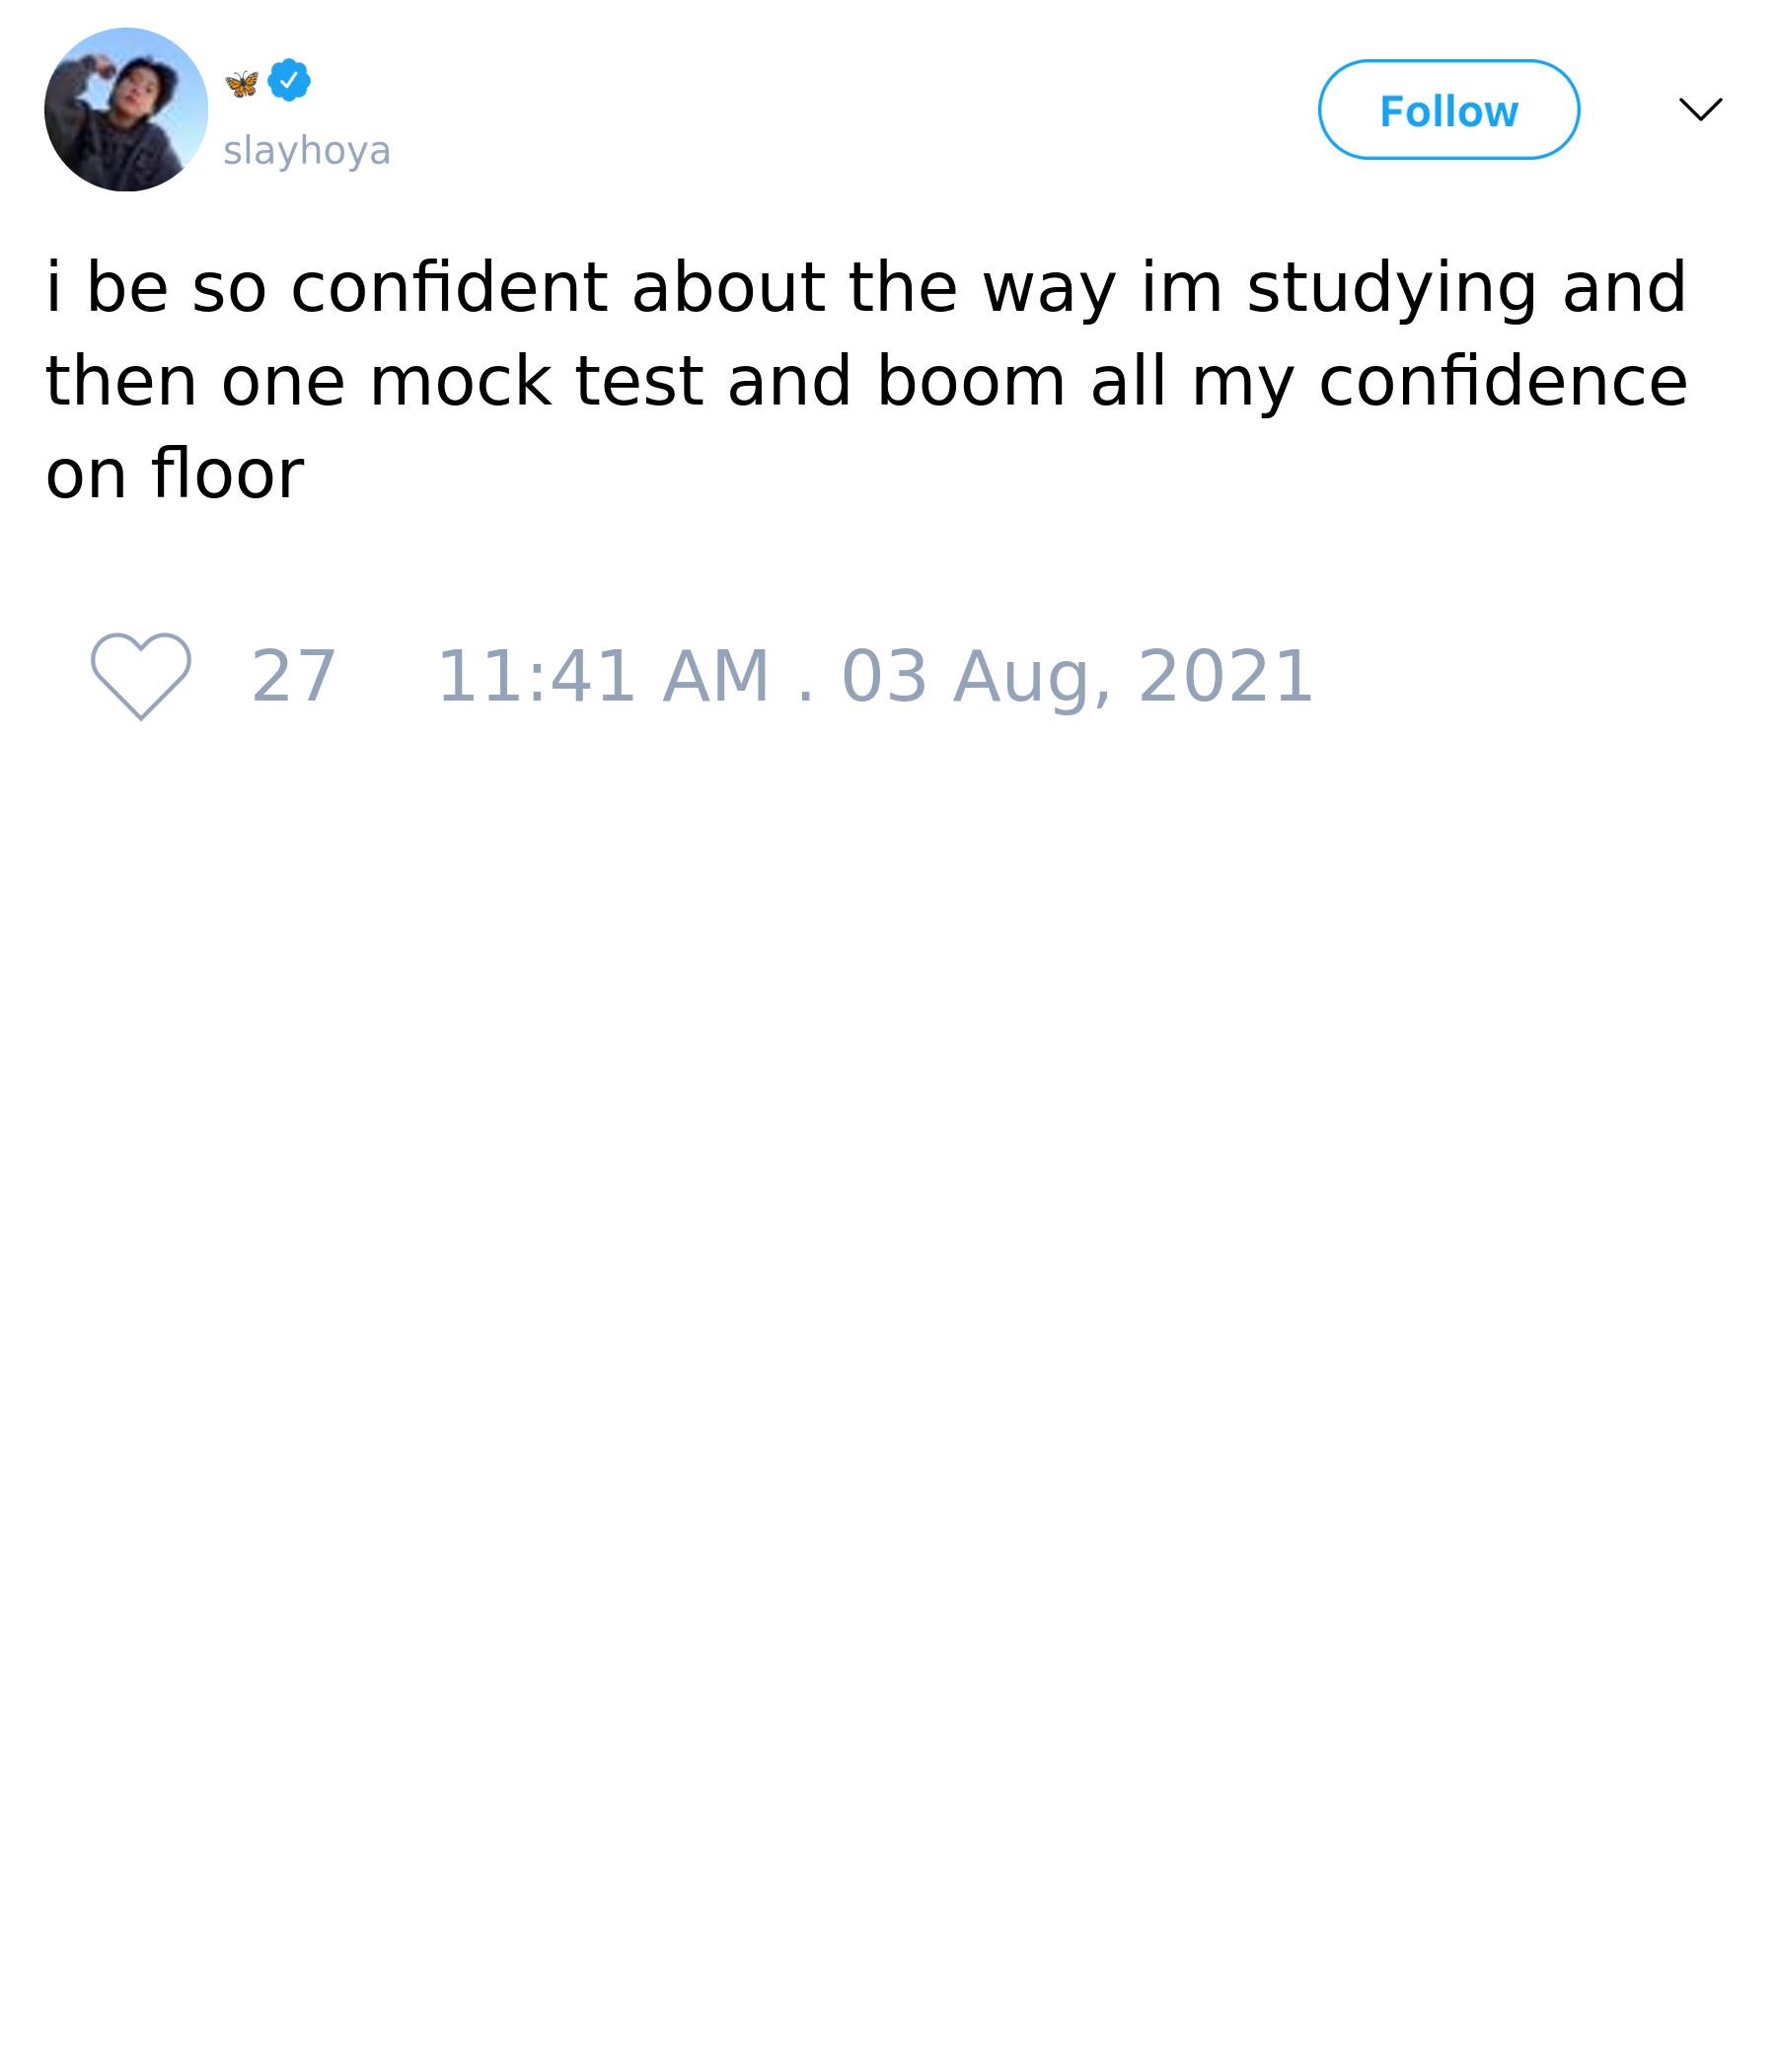 🦋
slayhoya
Follow
i be so confident about the way im studying and
then one mock test and boom all my confidence
on floor
27 11:41 AM . 03 Aug, 2021